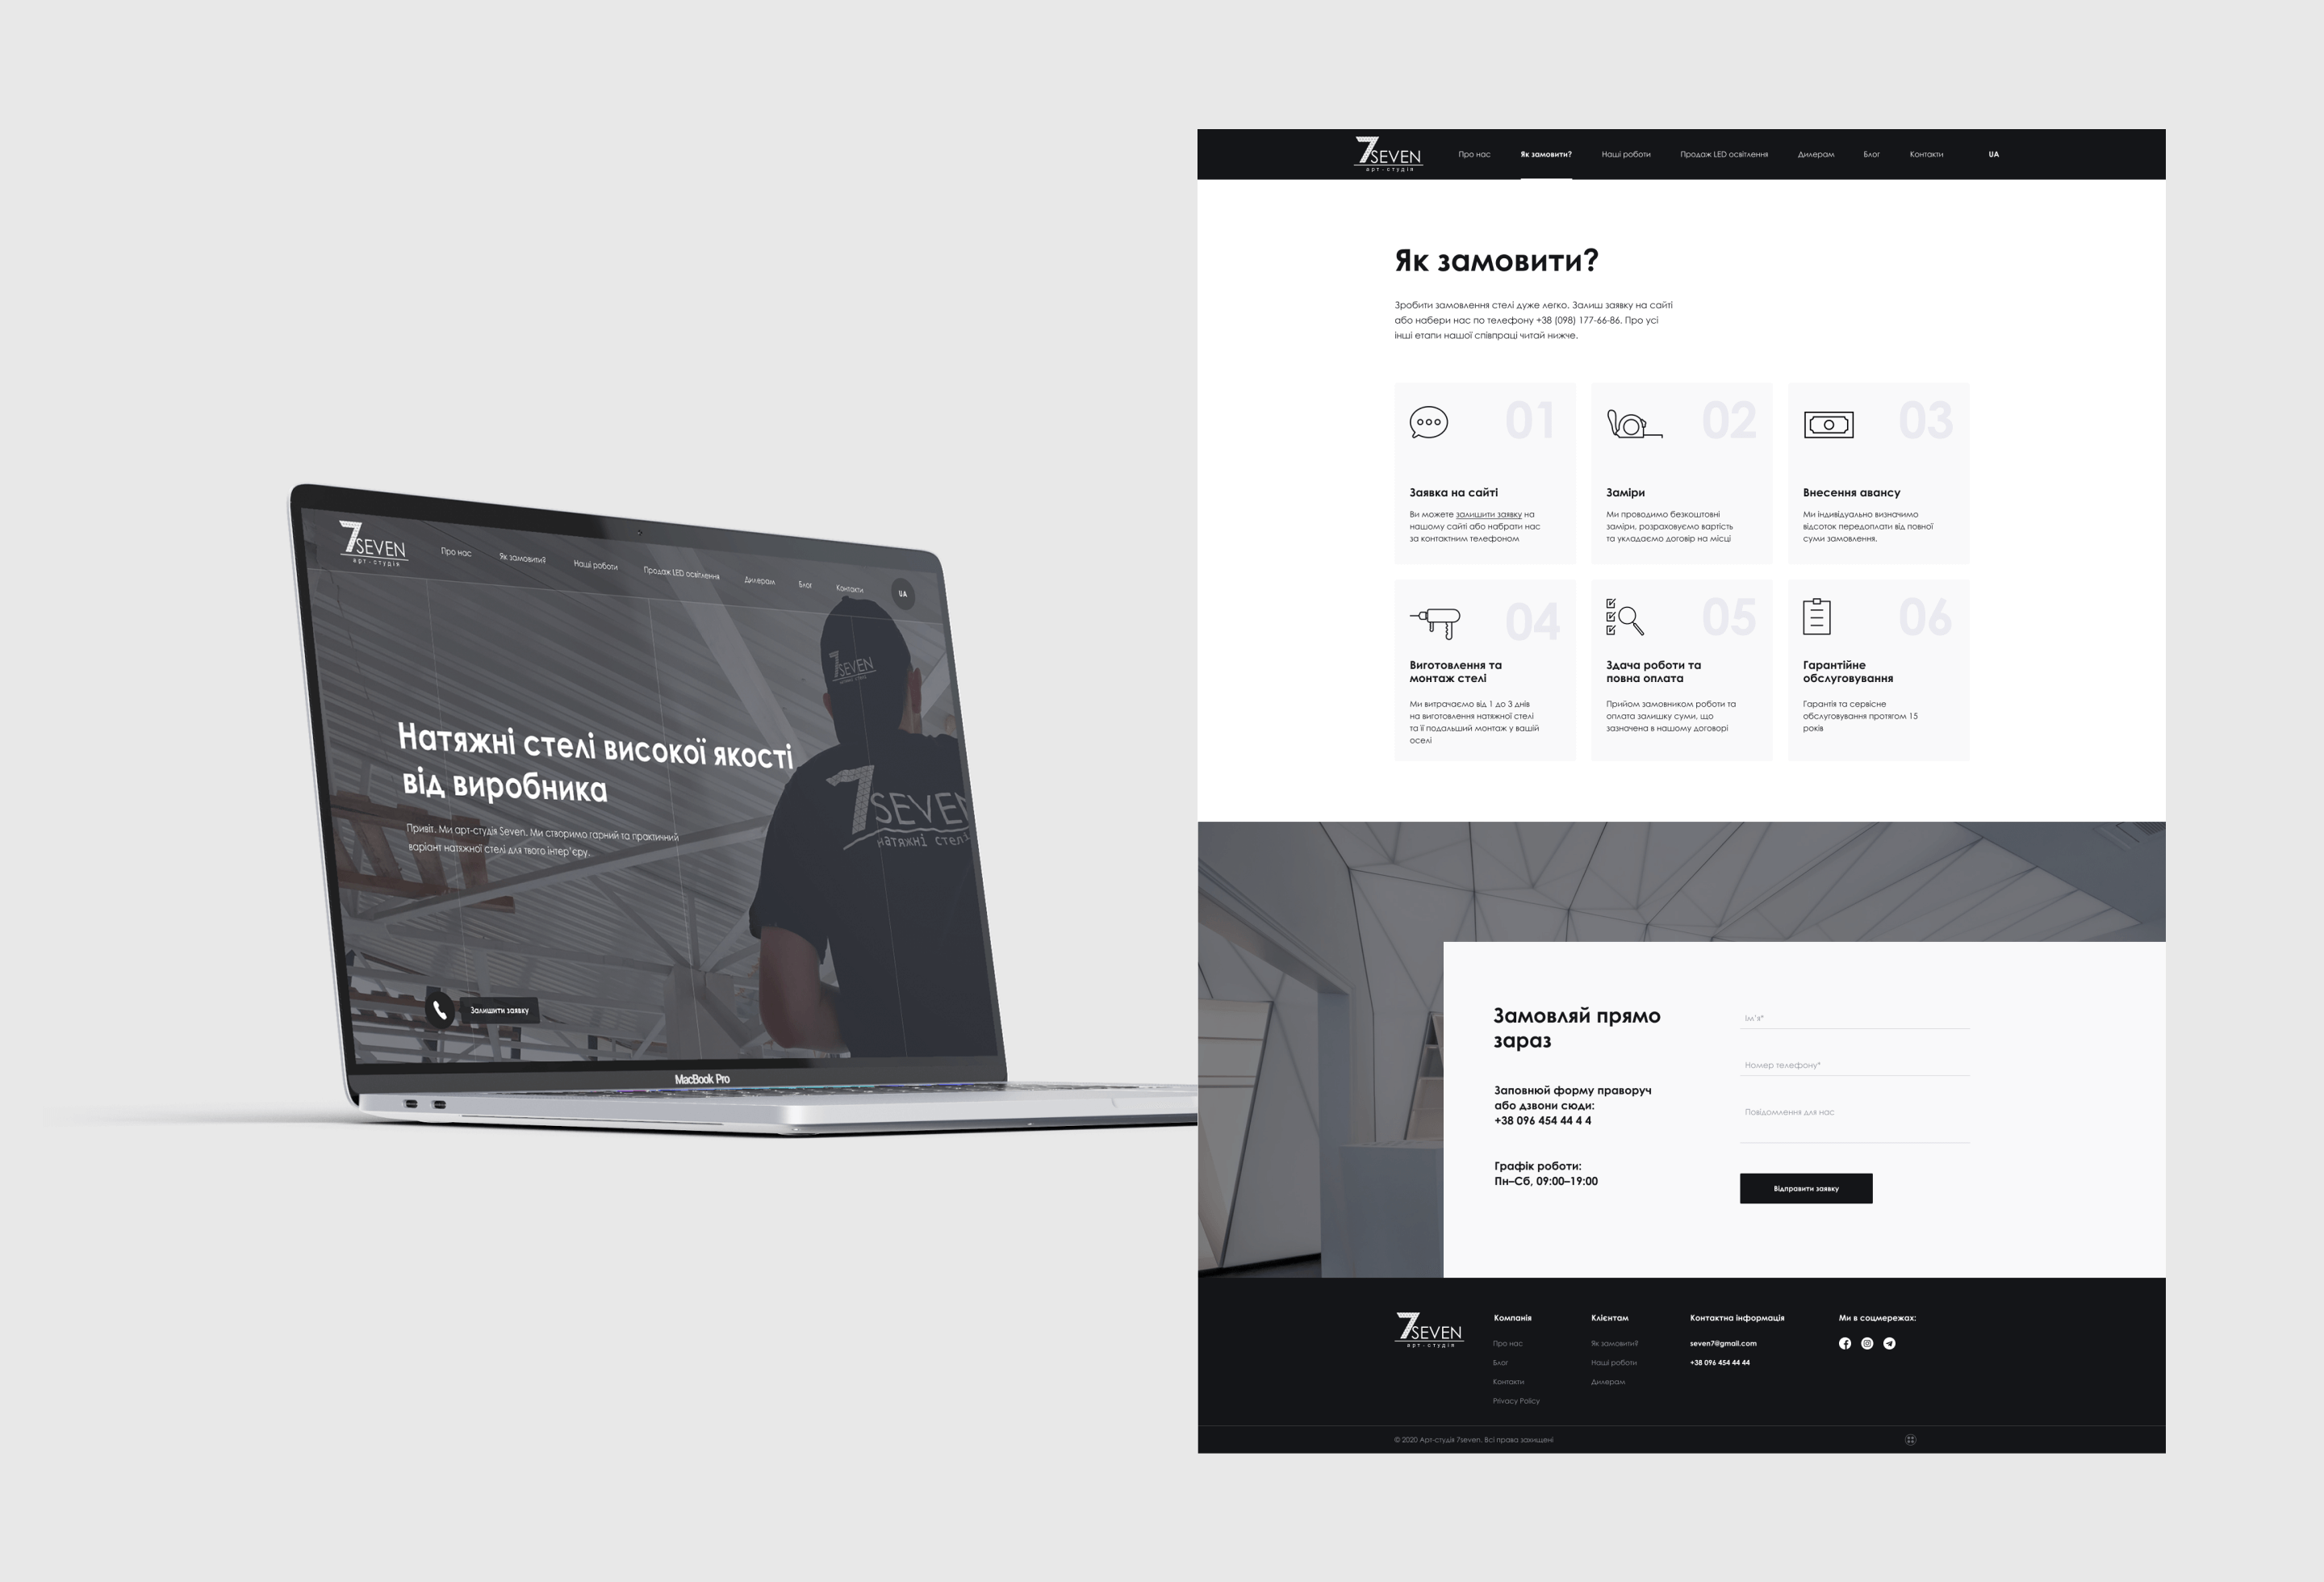 7SEVEN
арт-студія
Про нас
Як замовити?
Наші роботи
Продаж LED освітлення
Дилерам
Блог
Контакти
UA
7SEVEN
Натяжні стелі високої якості
від виробника
Привіт. Ми арт-студія Seven. Ми створимо гарний та практичний
варіант натяжної стелі для твого інтер'єру.
7SEVEN
натяжні стелі
Залишити заявку
MacBook Pro
7SEVEN
арт-студія
Про нас
Як замовити?
Наші роботи
Продаж LED освітлення
Дилерам
Блог
Контакти
UA
Як замовити?
Зробити замовлення стелі дуже легко. Залиш заявку на сайті
або набери нас по телефону +38 (098) 177-66-86. Про усі
інші етапи нашої співпраці читай нижче.
01
Заявка на сайті
Ви можете залишити заявку на
нашому сайті або набрати нас
за контактним телефоном
02
Заміри
Ми проводимо безкоштовні
заміри, розраховуємо вартість
та укладаємо договір на місці
03
Внесення авансу
Ми індивідуально визначимо
відсоток передоплати від повної
суми замовлення.
04
Виготовлення та
монтаж стелі
Ми витрачаємо від 1 до 3 днів
на виготовлення натяжної стелі
та її подальший монтаж у вашій
оселі
05
Здача роботи та
повна оплата
Прийом замовником роботи та
оплата залишку суми, що
зазначена в нашому договорі
06
Гарантійне
обслуговування
Гарантія та сервісне
обслуговування протягом 15
років
Замовляй прямо
зараз
Заповнюй форму праворуч
або дзвони сюди:
+38 096 454 44 4 4
Графік роботи:
Пн–Сб, 09:00–19:00
Ім'я*
Номер телефону*
Повідомлення для нас
Відправити заявку
7SEVEN
арт-студія
Компанія
Про нас
Блог
Контакти
Privacy Policy
Клієнтам
Як замовити?
Наші роботи
Дилерам
Контактна інформація
seven7@gmail.com
+38 096 454 44 44
Ми в соцмережах:
© 2020 Арт-студія 7seven, Всі права захищені